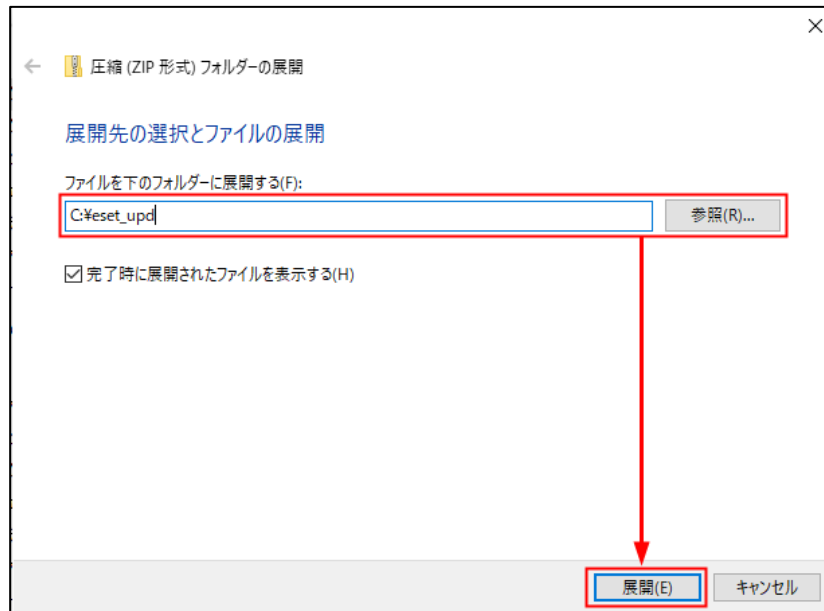 圧縮 (ZIP 形式) フォルダーの展開
展開先の選択とファイルの展開
ファイルを下のフォルダーに展開する(F):
C:¥eset_upd
参照(R)...
完了時に展開されたファイルを表示する(H)
展開(E)
キャンセル